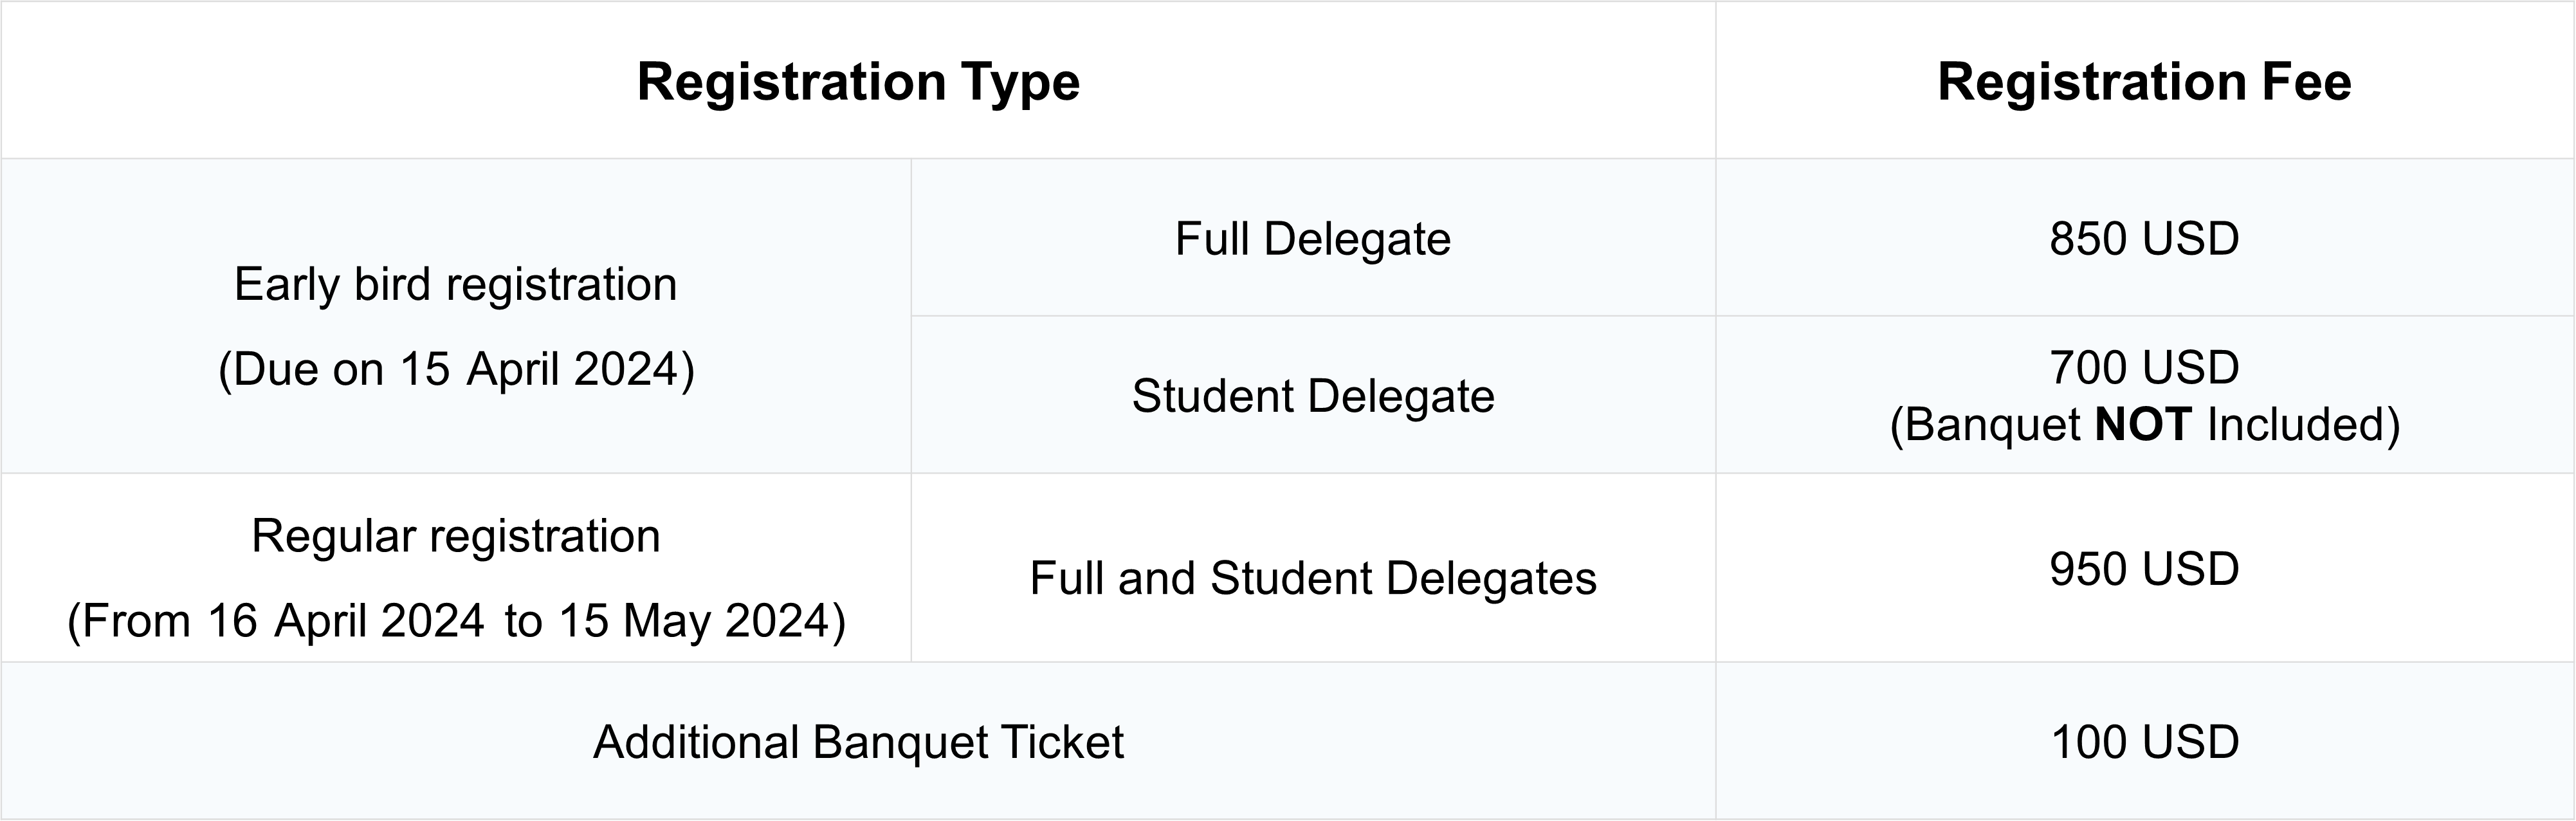 Registration Type
Registration Fee
Early bird registration
(Due on 15 April 2024)
Full Delegate
850 USD
Student Delegate
700 USD
(Banquet NOT Included)
Regular registration
(From 16 April 2024 to 15 May 2024)
Full and Student Delegates
950 USD
Additional Banquet Ticket
100 USD